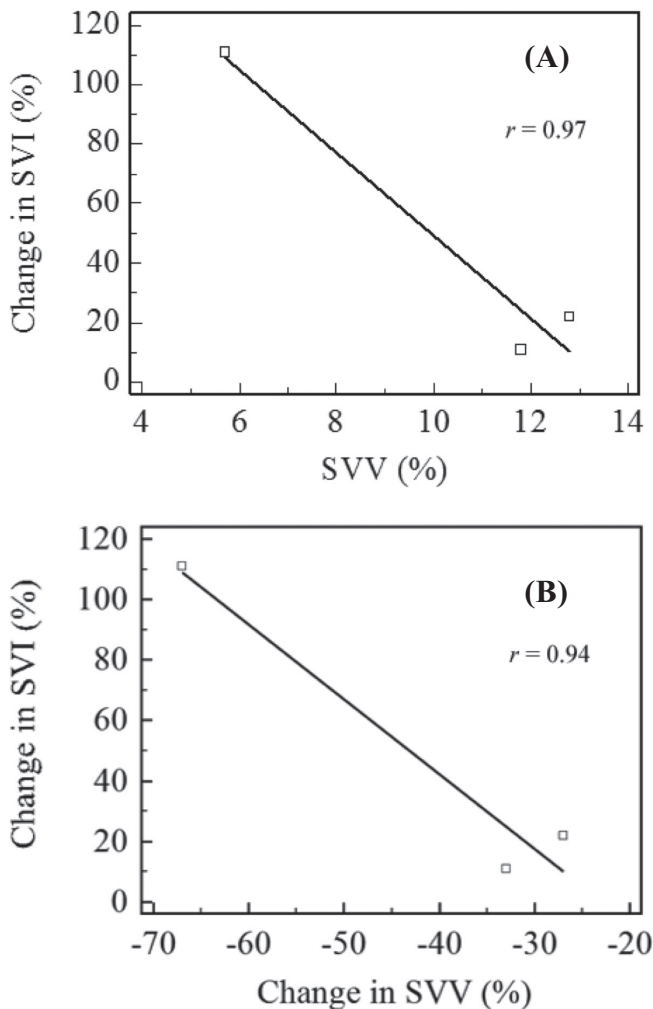 120
(A)
100
r = 0.97
80
60
40
20
0
Change in SVI (%)
4 6 8 10 12 14
SVV (%)
120
100
(B)
80
r = 0.94
60
40
20
0
Change in SVI (%)
-70 -60 -50 -40 -30 -20
Change in SVV (%)